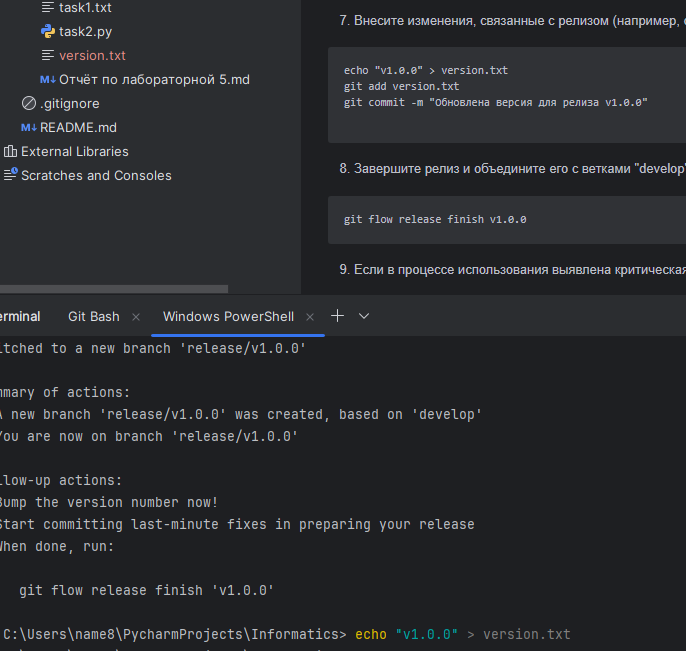 task1.txt
task2.py
version.txt
M↓ Отчёт по лабораторной 5.md
.gitignore
M↓ README.md
External Libraries
Scratches and Consoles
7. Внесите изменения, связанные с релизом (например,
echo "v1.0.0" > version.txt
git add version.txt
git commit -m "Обновлена версия для релиза v1.0.0"
8. Завершите релиз и объедините его с ветками "develop"
git flow release finish v1.0.0
9. Если в процессе использования выявлена критическая
erminal Git Bash × Windows PowerShell × +
itched to a new branch 'release/v1.0.0'
mmary of actions:
A new branch 'release/v1.0.0' was created, based on 'develop'
You are now on branch 'release/v1.0.0'
llow-up actions:
Bump the version number now!
Start committing last-minute fixes in preparing your release
When done, run:
git flow release finish 'v1.0.0'
C:\Users\name8\PycharmProjects\Informatics> echo "v1.0.0" > version.txt